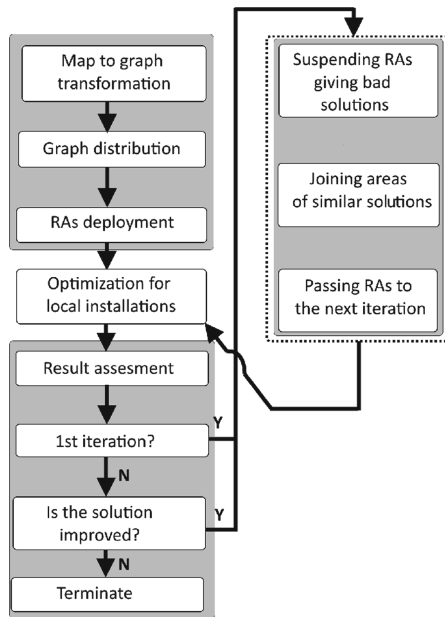 Map to graph
transformation
Graph distribution
RAs deployment
Optimization for
local installations
Result assesment
1st iteration?
Y
N
Is the solution
improved?
Y
N
Terminate
Suspending RAs
giving bad
solutions
Joining areas
of similar solutions
Passing RAs to
the next iteration